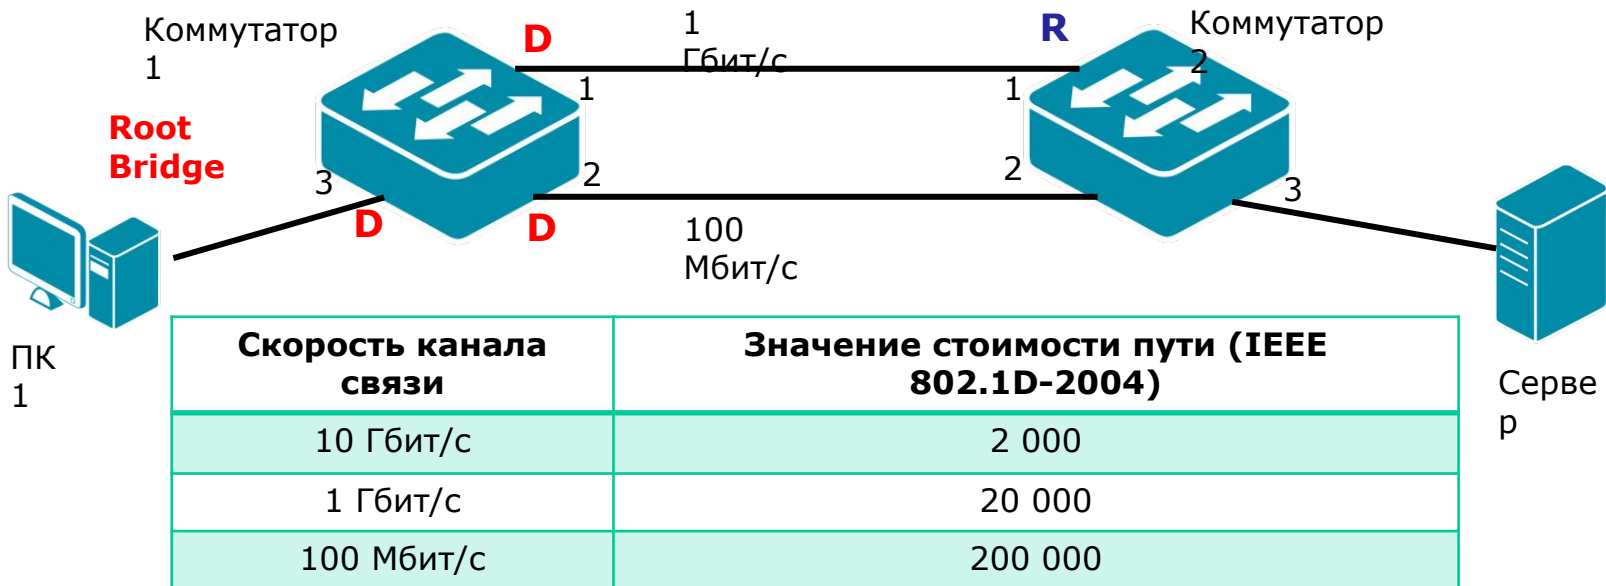 Коммутатор
1
D
1
Гбит/с
R
Коммутатор
2
1
1
Root
Bridge
3
2
2
3
D
D
100
Мбит/с
ПК
1
Серве
р
Скорость канала
связи
Значение стоимости пути (IEEE
802.1D-2004)
10 Гбит/с
2 000
1 Гбит/с
20 000
100 Мбит/с
200 000